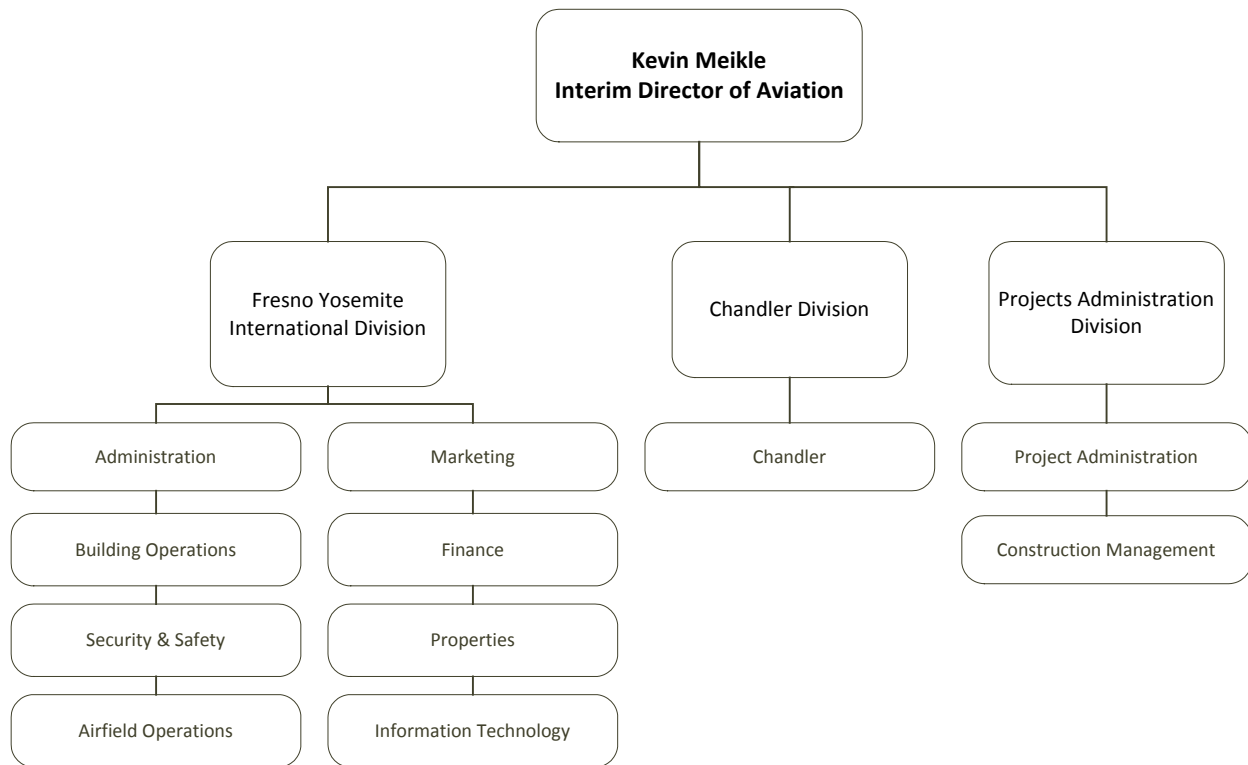 Kevin Meikle
Interim Director of Aviation
Fresno Yosemite
International Division
Chandler Division
Projects Administration
Division
Administration
Marketing
Chandler
Project Administration
Building Operations
Finance
Construction Management
Security & Safety
Properties
Airfield Operations
Information Technology